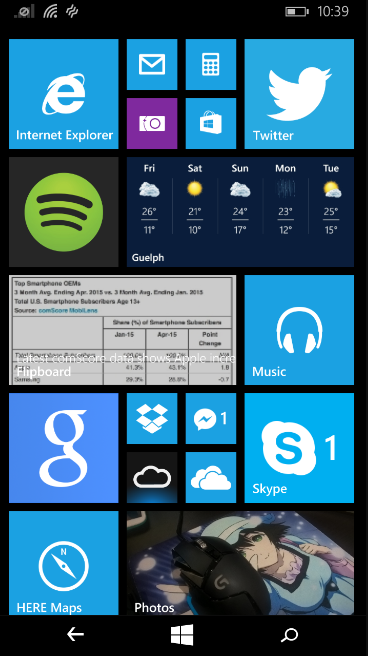 10:39
Internet Explorer
Twitter
Fri Sat Sun Mon Tue
26° 21° 24° 23° 25°
11° 10° 17° 12° 15°
Guelph
Top Smartphone OEMs
3 Month Avg. Ending Apr. 2015 vs. 3 Month Avg. Ending Jan. 2015
Total U.S. Smartphone Subscribers Age 13+
Source: comScore MobiLens
Share (%) of Smartphone Subscribers
Jan-15 Apr-15 Point Change
Latest comscore data shows Apple incre
41.3% 43.1% 1.8
Flipboard
Samsung 29.3% 28.6% -0.7
Music
g
1
S 1
Skype
N
HERE Maps
Photos